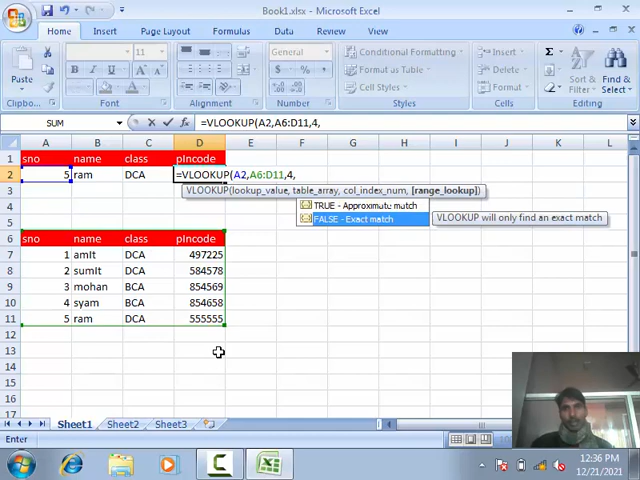 Book1.xlsx - Microsoft Excel
Home Insert Page Layout Formulas Data Review View
Paste
Clipboard
11
B I U
Font
Alignment
General
$ % ,
Number
Conditional Formatting
Format as Table
Cell Styles
Styles
Insert
Delete
Format
Cells
Σ
Sort & Filter
Find & Select
Editing
SUM
=VLOOKUP(A2,A6:D11,4,
A B C D E F G H I J K L
1 sno name class pIncode
2 5 ram DCA =VLOOKUP(A2,A6:D11,4,
VLOOKUP(lookup_value, table_array, col_index_num, [range_lookup])
3
TRUE - Approximate match
4
FALSE - Exact match
VLOOKUP will only find an exact match
5
6 sno name class pIncode
7 1 amIt DCA 497225
8 2 sumIt DCA 584578
9 3 mohan BCA 854569
10 4 syam BCA 854658
11 5 ram DCA 555555
12
13
14
15
16
17
Sheet1 Sheet2 Sheet3
Enter
12:36 PM
12/21/2021